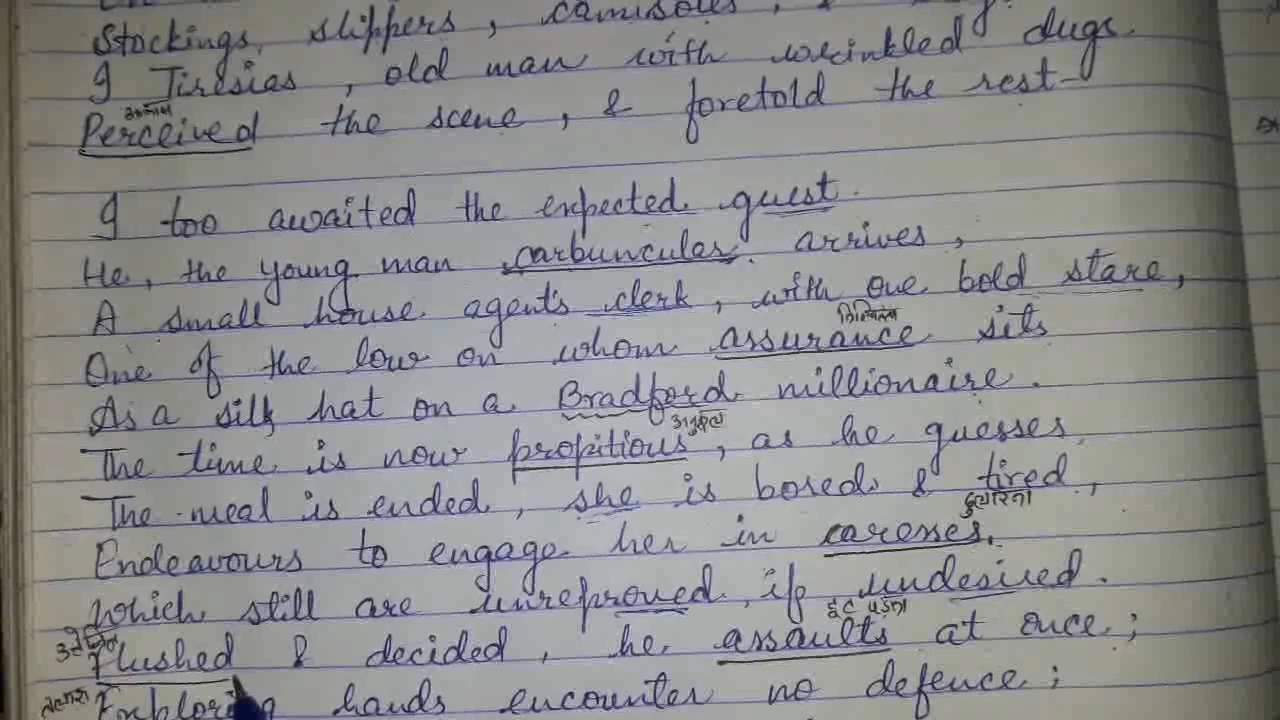 Stockings, slippers, camisoles, &
I Tiresias, old man with wrinkled dugs.
Perceived the scene, & foretold the rest-
I too awaited the expected guest.
He, the young man carbuncular arrives,
A small house agent's clerk, with one bold stare,
निश्चिन्तता
One of the low on whom assurance sits
As a silk hat on a Bradford millionaire.
अनुकूल
The time is now propitious, as he guesses,
The meal is ended, she is bored & tired,
Endeavours to engage her in caresses,
which still are unreproved, if undesired.
टूट पड़ना
Flushed & decided, he assaults at once;
Exploring hands encounter no defence;